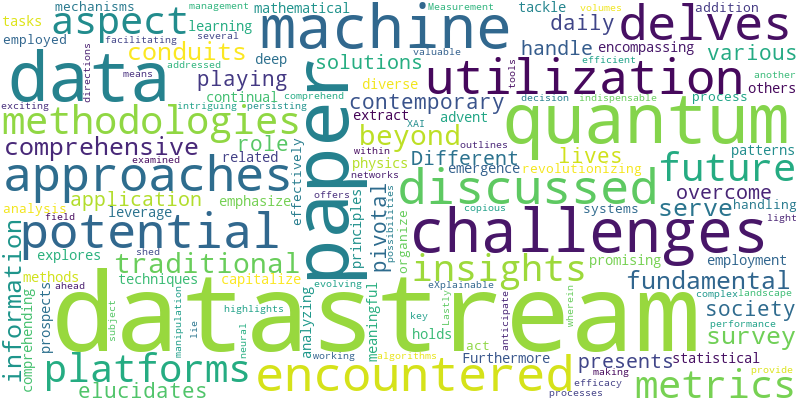 mechanisms
mathematical
management
Measurement
tackle
volumes
addition
tasks
several
learning
daily
delves
employed
facilitating
aspect
machine
valuable
conduits
deep
handle
encompassing
directions
means
addressed
solutions
efficient
various
data
playing
diverse
utilization
tools
another
continual
comprehend
contemporary
decision
indispensable
others
exciting
intriguing
persisting
extract
advent
process
methodologies
role
paper
XAI
beyond
quantum
patterns
comprehensive
related
within
outlines
physics
lives
examined
effectively
Different
emergence
revolutionizing
approaches
application
emphasize
networks
discussed
future
analysis
field
leverage
offers
principles
possibilities
pivotal
copious
systems
handling
overcome
light
potential
explores
organize
challenges
serve
information
traditional
insights
promising
employment
methods
shed
techniques
capitalize
evolving
meaningful
eXplainable
complex
landscape
fundamental
prospects
ahead
datastream
performance
society
comprehending
subject
manipulation
highlights
analyzing
key
Lastly
anticipate
wherein
survey
lie
neural
holds
act
statistical
platforms
working
algorithms
Furthermore
presents
making
provide
elucidates
encountered
processes
efficacy
metrics